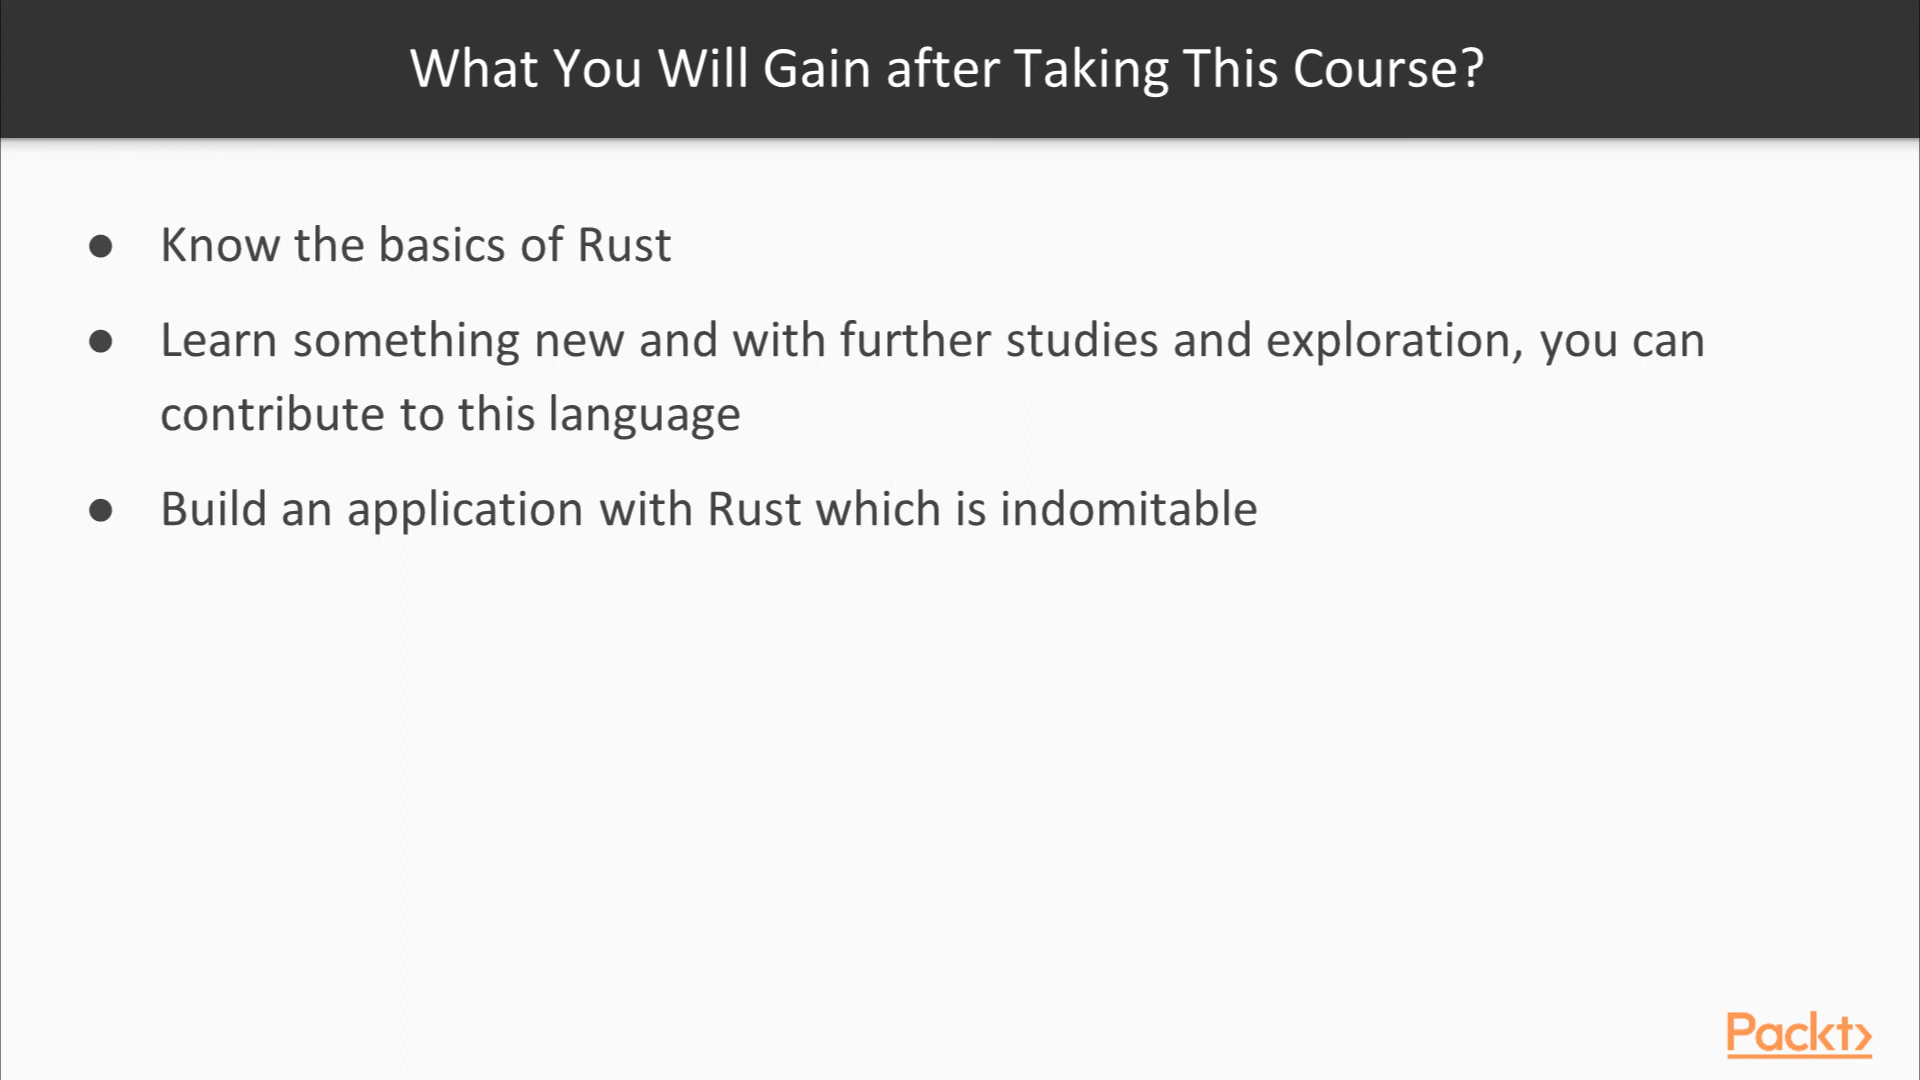 What You Will Gain after Taking This Course?
● Know the basics of Rust
● Learn something new and with further studies and exploration, you can
contribute to this language
● Build an application with Rust which is indomitable
Packt>